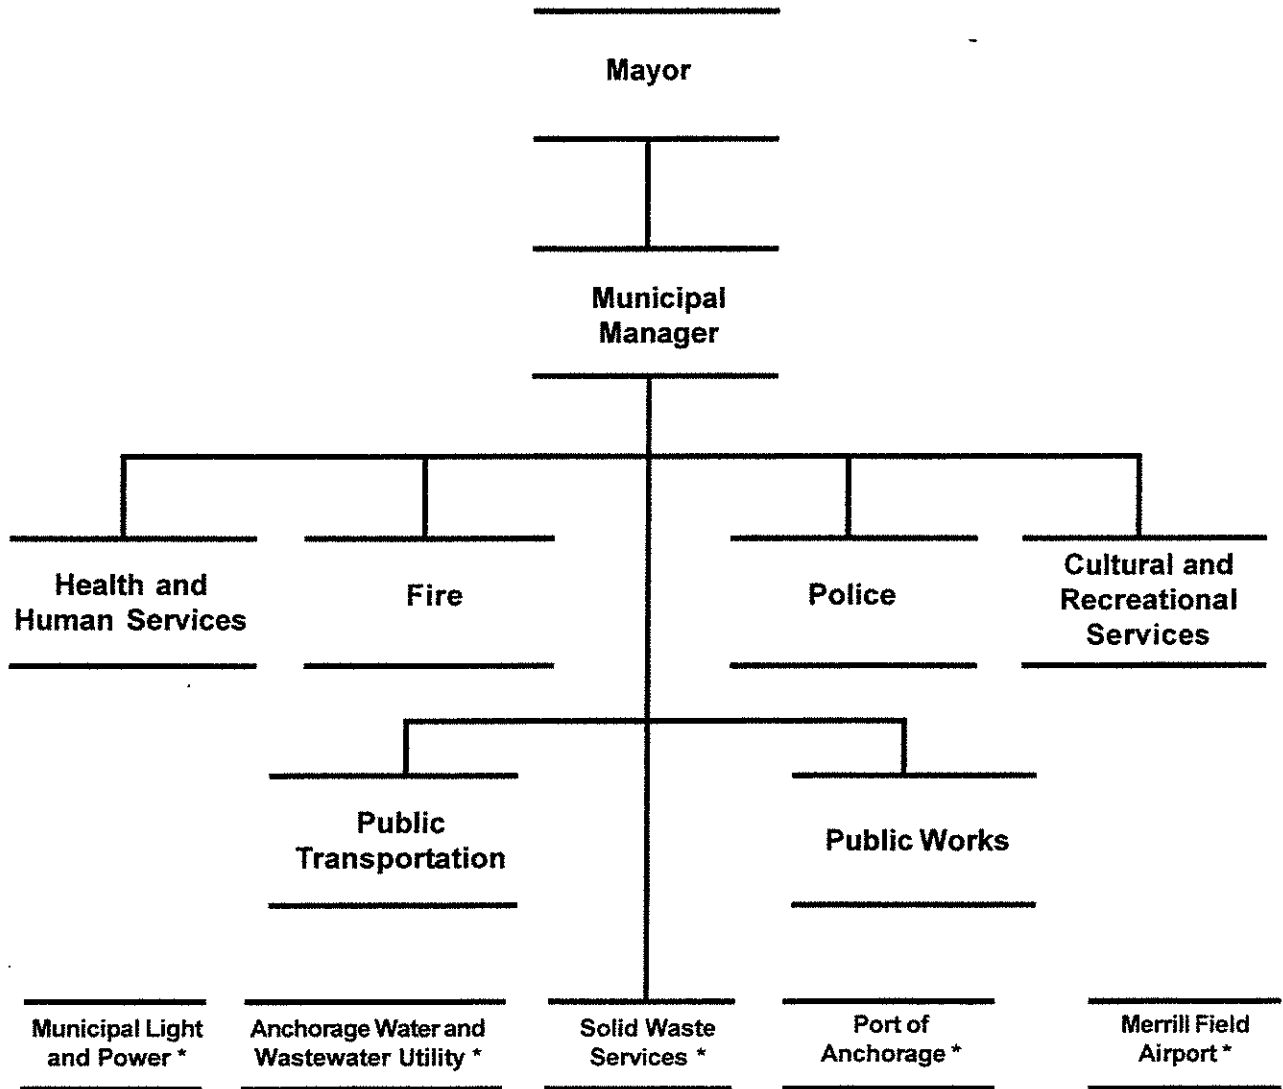 Mayor
Municipal
Manager
Health and
Human Services
Fire
Police
Cultural and
Recreational
Services
Public
Transportation
Public Works
Municipal Light
and Power *
Anchorage Water and
Wastewater Utility *
Solid Waste
Services *
Port of
Anchorage *
Merrill Field
Airport *